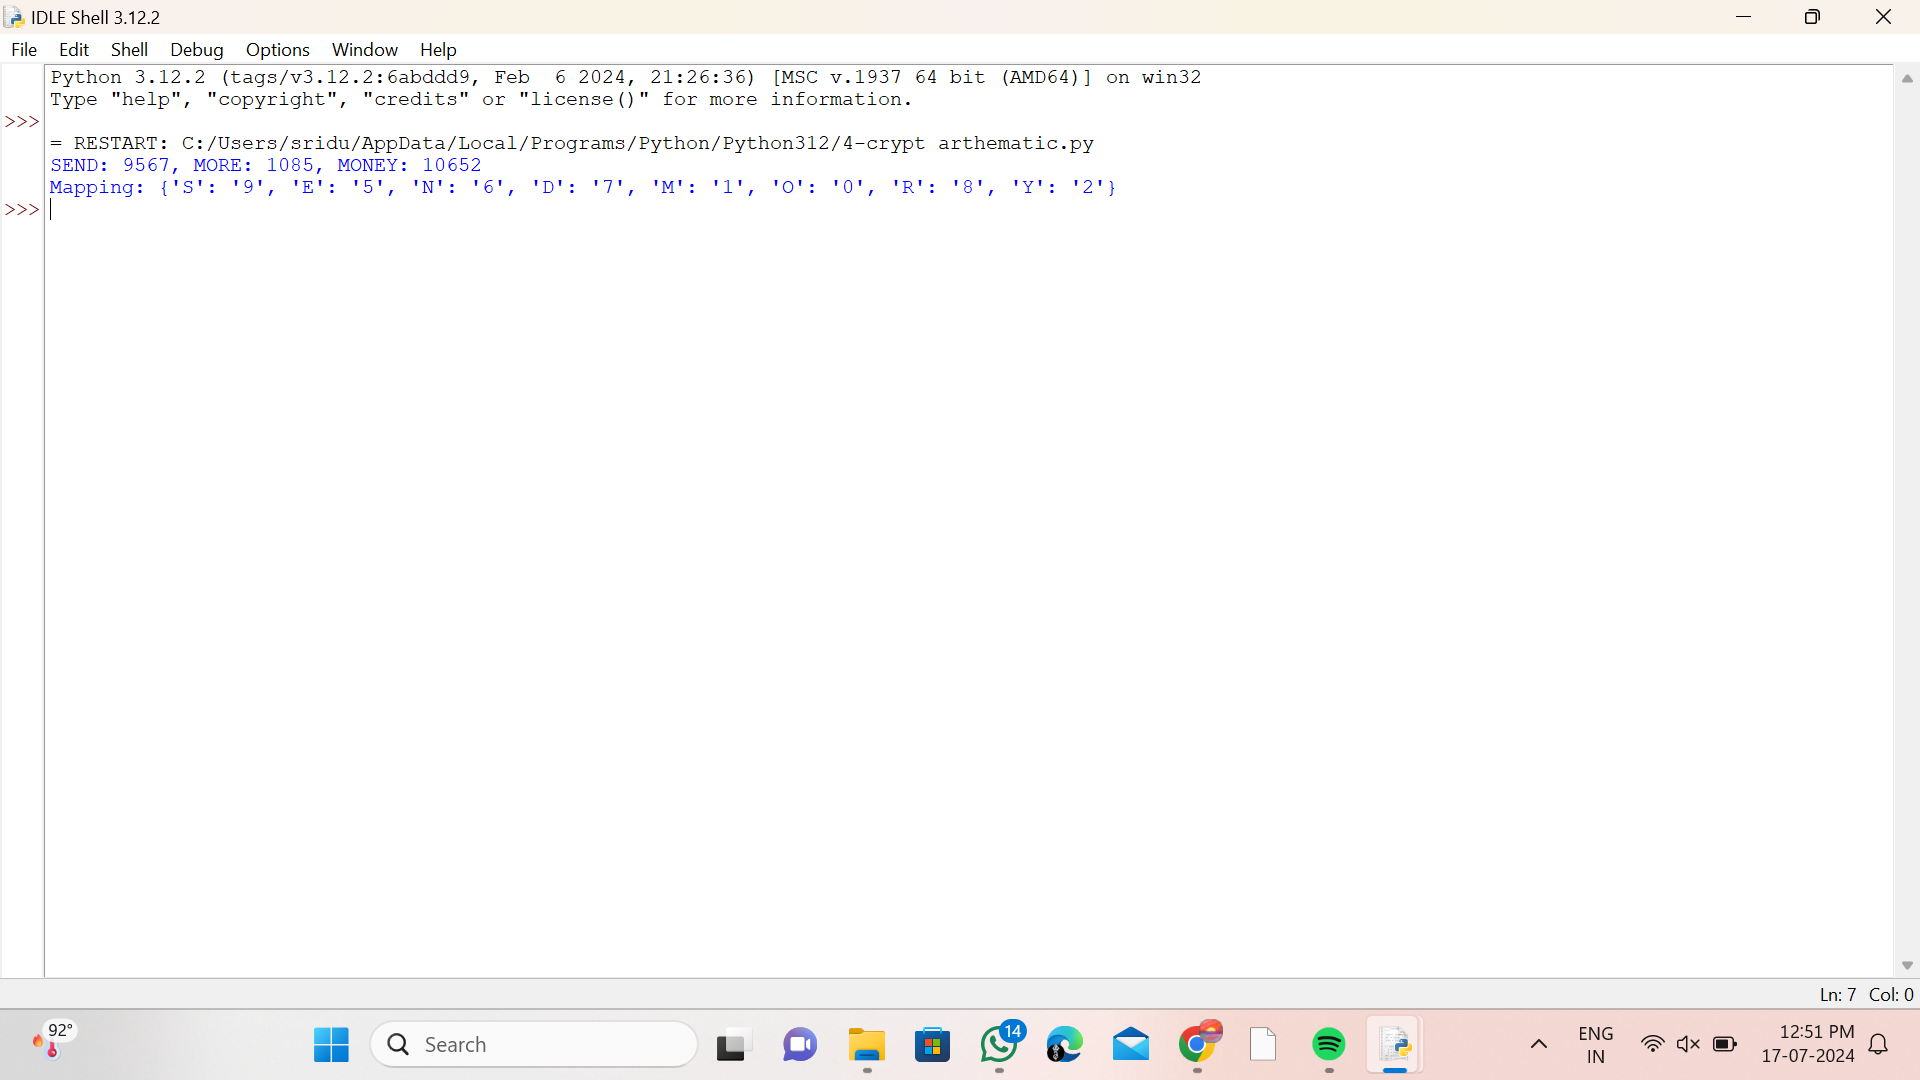 IDLE Shell 3.12.2
File Edit Shell Debug Options Window Help
Python 3.12.2 (tags/v3.12.2:6abddd9, Feb  6 2024, 21:26:36) [MSC v.1937 64 bit (AMD64)] on win32
Type "help", "copyright", "credits" or "license()" for more information.
>>>
= RESTART: C:/Users/sridu/AppData/Local/Programs/Python/Python312/4-crypt arthematic.py
SEND: 9567, MORE: 1085, MONEY: 10652
Mapping: {'S': '9', 'E': '5', 'N': '6', 'D': '7', 'M': '1', 'O': '0', 'R': '8', 'Y': '2'}
>>>
Ln: 7 Col: 0
92°
Search
14
ENG
IN
12:51 PM
17-07-2024